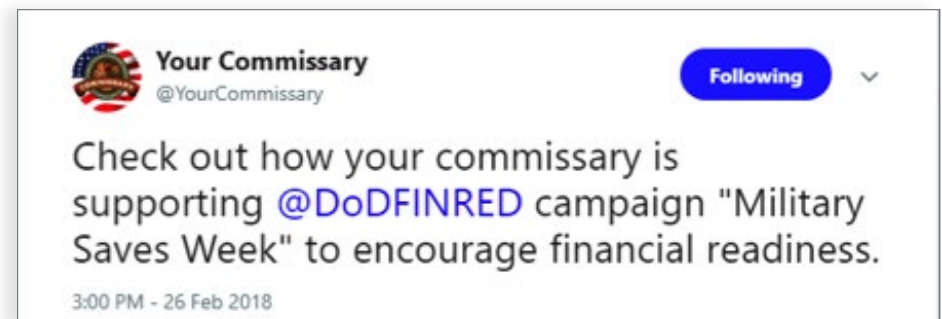 Your Commissary
@YourCommissary
Following
Check out how your commissary is
supporting @DoDFINRED campaign "Military
Saves Week" to encourage financial readiness.
3:00 PM - 26 Feb 2018